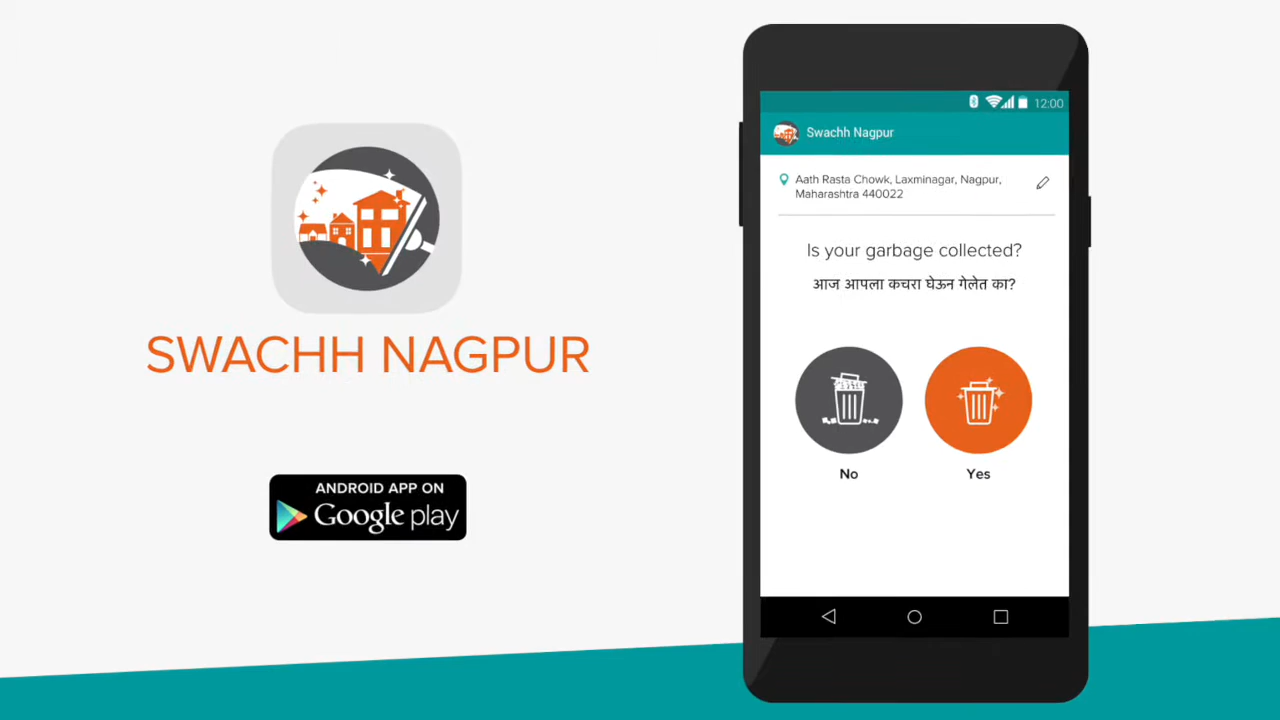 SWACHH NAGPUR
ANDROID APP ON
Google play
12:00
Swachh Nagpur
Aath Rasta Chowk, Laxminagar, Nagpur,
Maharashtra 440022
Is your garbage collected?
आज आपला कचरा घेऊन गेलेत का?
No
Yes